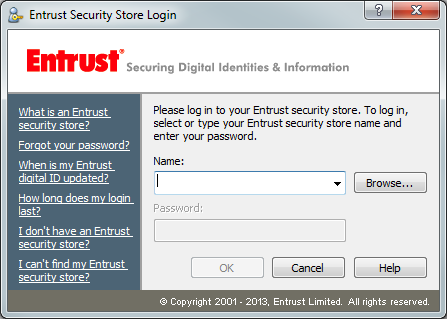 Entrust Security Store Login
?
Entrust®
Securing Digital Identities & Information
What is an Entrust
security store?
Forgot your password?
When is my Entrust
digital ID updated?
How long does my login
last?
I don't have an Entrust
security store?
I can't find my Entrust
security store?
Please log in to your Entrust security store. To log in,
select or type your Entrust security store name and
enter your password.
Name:
Browse...
Password:
OK
Cancel
Help
© Copyright 2001 - 2013, Entrust Limited. All rights reserved.